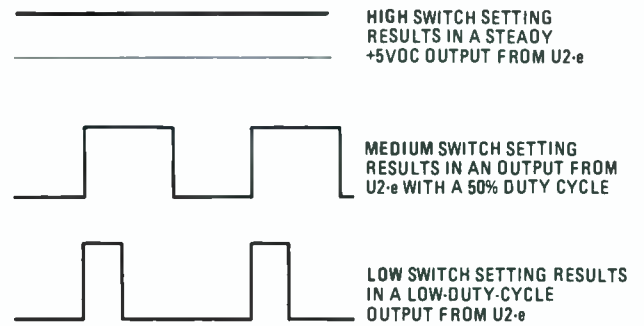 HIGH SWITCH SETTING
RESULTS IN A STEADY
+5VDC OUTPUT FROM U2-e
MEDIUM SWITCH SETTING
RESULTS IN AN OUTPUT FROM
U2-e WITH A 50% DUTY CYCLE
LOW SWITCH SETTING RESULTS
IN A LOW-DUTY-CYCLE
OUTPUT FROM U2-e